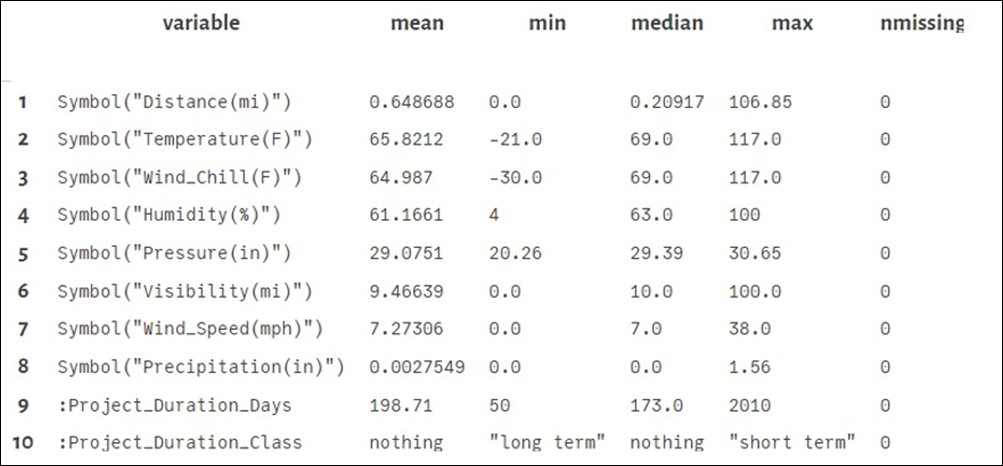 variable mean min median max nmissing
1 Symbol("Distance(mi)") 0.648688 0.0 0.20917 106.85 0
2 Symbol("Temperature(F)") 65.8212 -21.0 69.0 117.0 0
3 Symbol("Wind_Chill(F)") 64.987 -30.0 69.0 117.0 0
4 Symbol("Humidity(%)") 61.1661 4 63.0 100 0
5 Symbol("Pressure(in)") 29.0751 20.26 29.39 30.65 0
6 Symbol("Visibility(mi)") 9.46639 0.0 10.0 100.0 0
7 Symbol("Wind_Speed(mph)") 7.27306 0.0 7.0 38.0 0
8 Symbol("Precipitation(in)") 0.0027549 0.0 0.0 1.56 0
9 :Project_Duration_Days 198.71 50 173.0 2010 0
10 :Project_Duration_Class nothing "long term" nothing "short term" 0